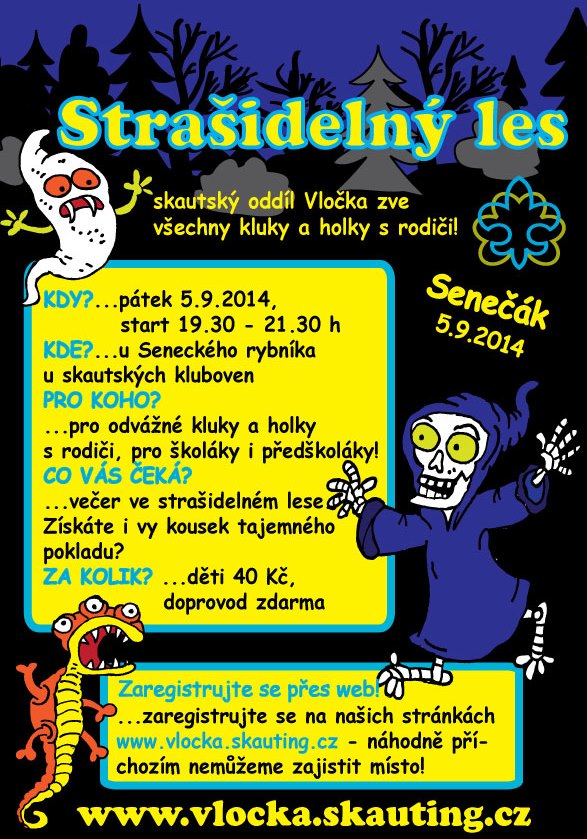 Strašidelný les
skautský oddíl Vločka zve
všechny kluky a holky s rodiči!
Senečák
5.9.2014
KDY?...pátek 5.9.2014,
start 19.30 - 21.30 h
KDE?...u Seneckého rybníka
u skautských kluboven
PRO KOHO?
...pro odvážné kluky a holky
s rodiči, pro školáky i předškoláky!
CO VÁS ČEKÁ?
...večer ve strašidelném lese.
Získáte i vy kousek tajemného
pokladu?
ZA KOLIK? ...děti 40 Kč,
doprovod zdarma
Zaregistrujte se přes web!
...zaregistrujte se na našich stránkách
www.vlocka.skauting.cz - náhodně pří-
chozím nemůžeme zajistit místo!
www.vlocka.skauting.cz